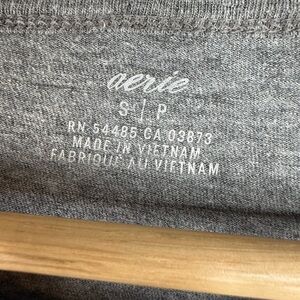 aerie
S | P
RN 54485 CA 03873
MADE IN VIETNAM
FABRIQUÉ AU VIETNAM